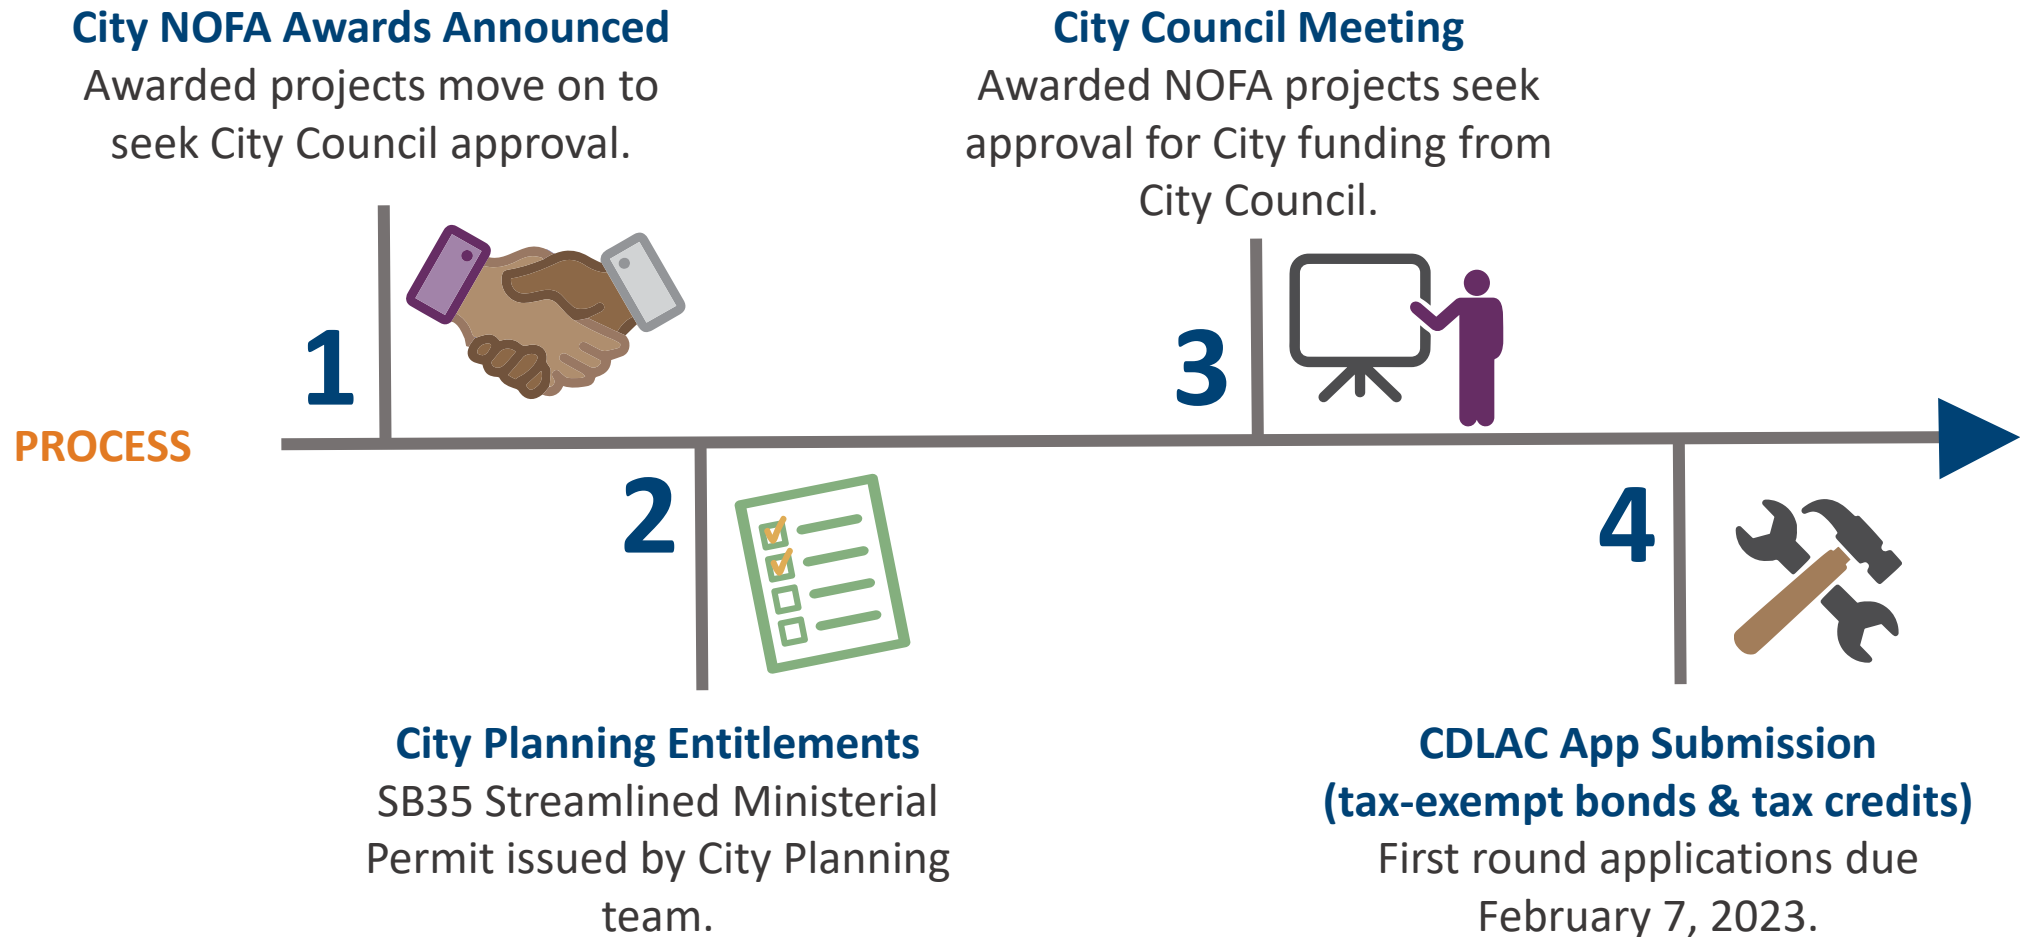 City NOFA Awards Announced
Awarded projects move on to
seek City Council approval.
City Council Meeting
Awarded NOFA projects seek
approval for City funding from
City Council.
1
3
PROCESS
2
4
City Planning Entitlements
SB35 Streamlined Ministerial
Permit issued by City Planning
team.
CDLAC App Submission
(tax-exempt bonds & tax credits)
First round applications due
February 7, 2023.